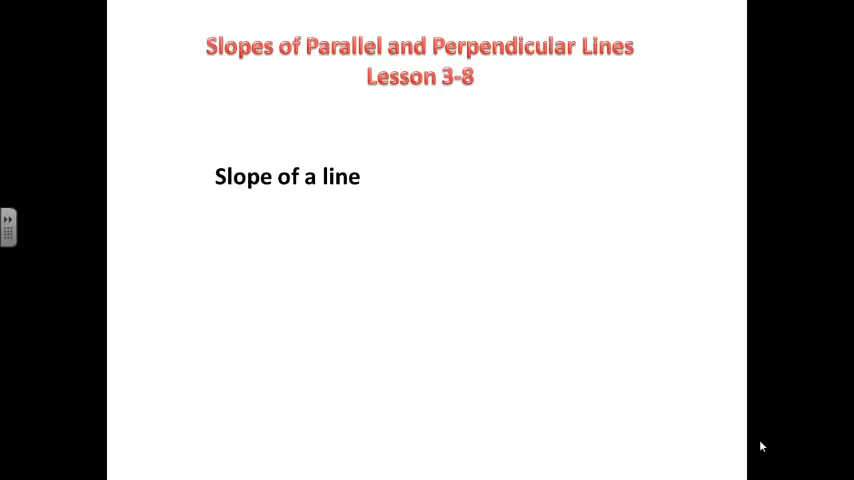 Slopes of Parallel and Perpendicular Lines
Lesson 3-8
Slope of a line